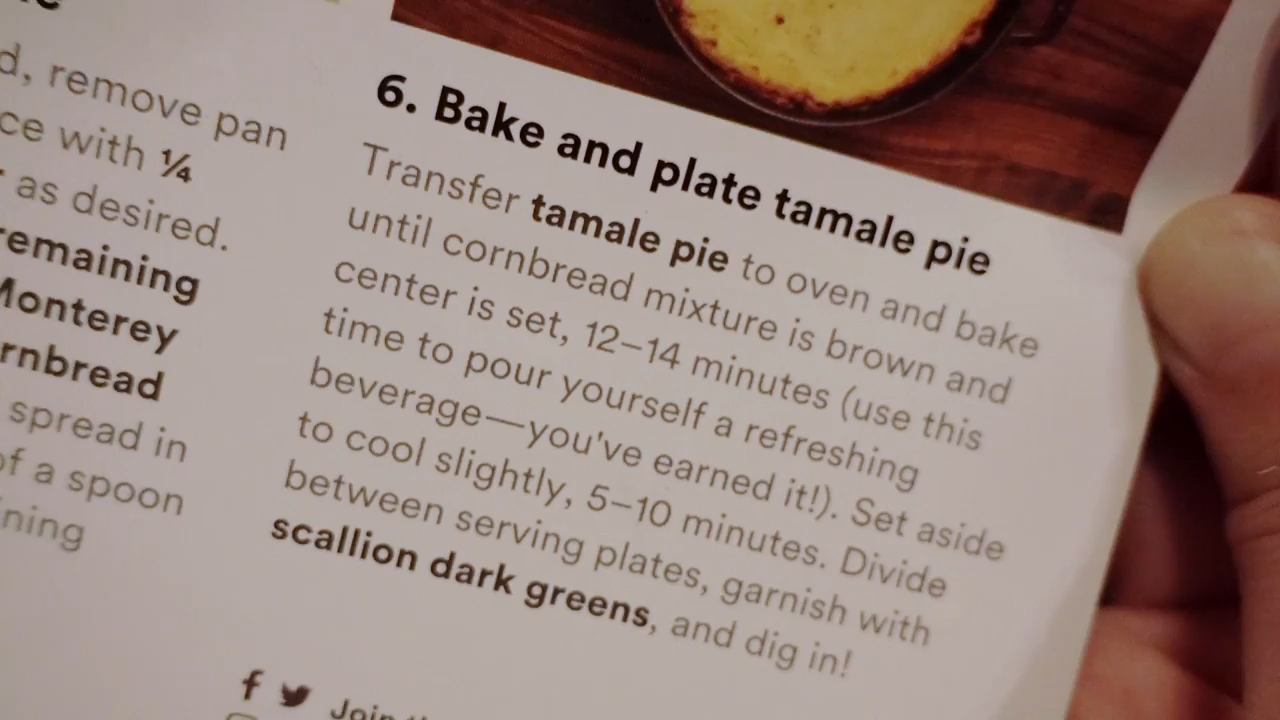 d, remove pan
ce with ¼
as desired.
remaining
Monterey
rnbread
spread in
of a spoon
ning
6. Bake and plate tamale pie
Transfer tamale pie to oven and bake
until cornbread mixture is brown and
center is set, 12–14 minutes (use this
time to pour yourself a refreshing
beverage—you've earned it!). Set aside
to cool slightly, 5–10 minutes. Divide
between serving plates, garnish with
scallion dark greens, and dig in!
f
Join